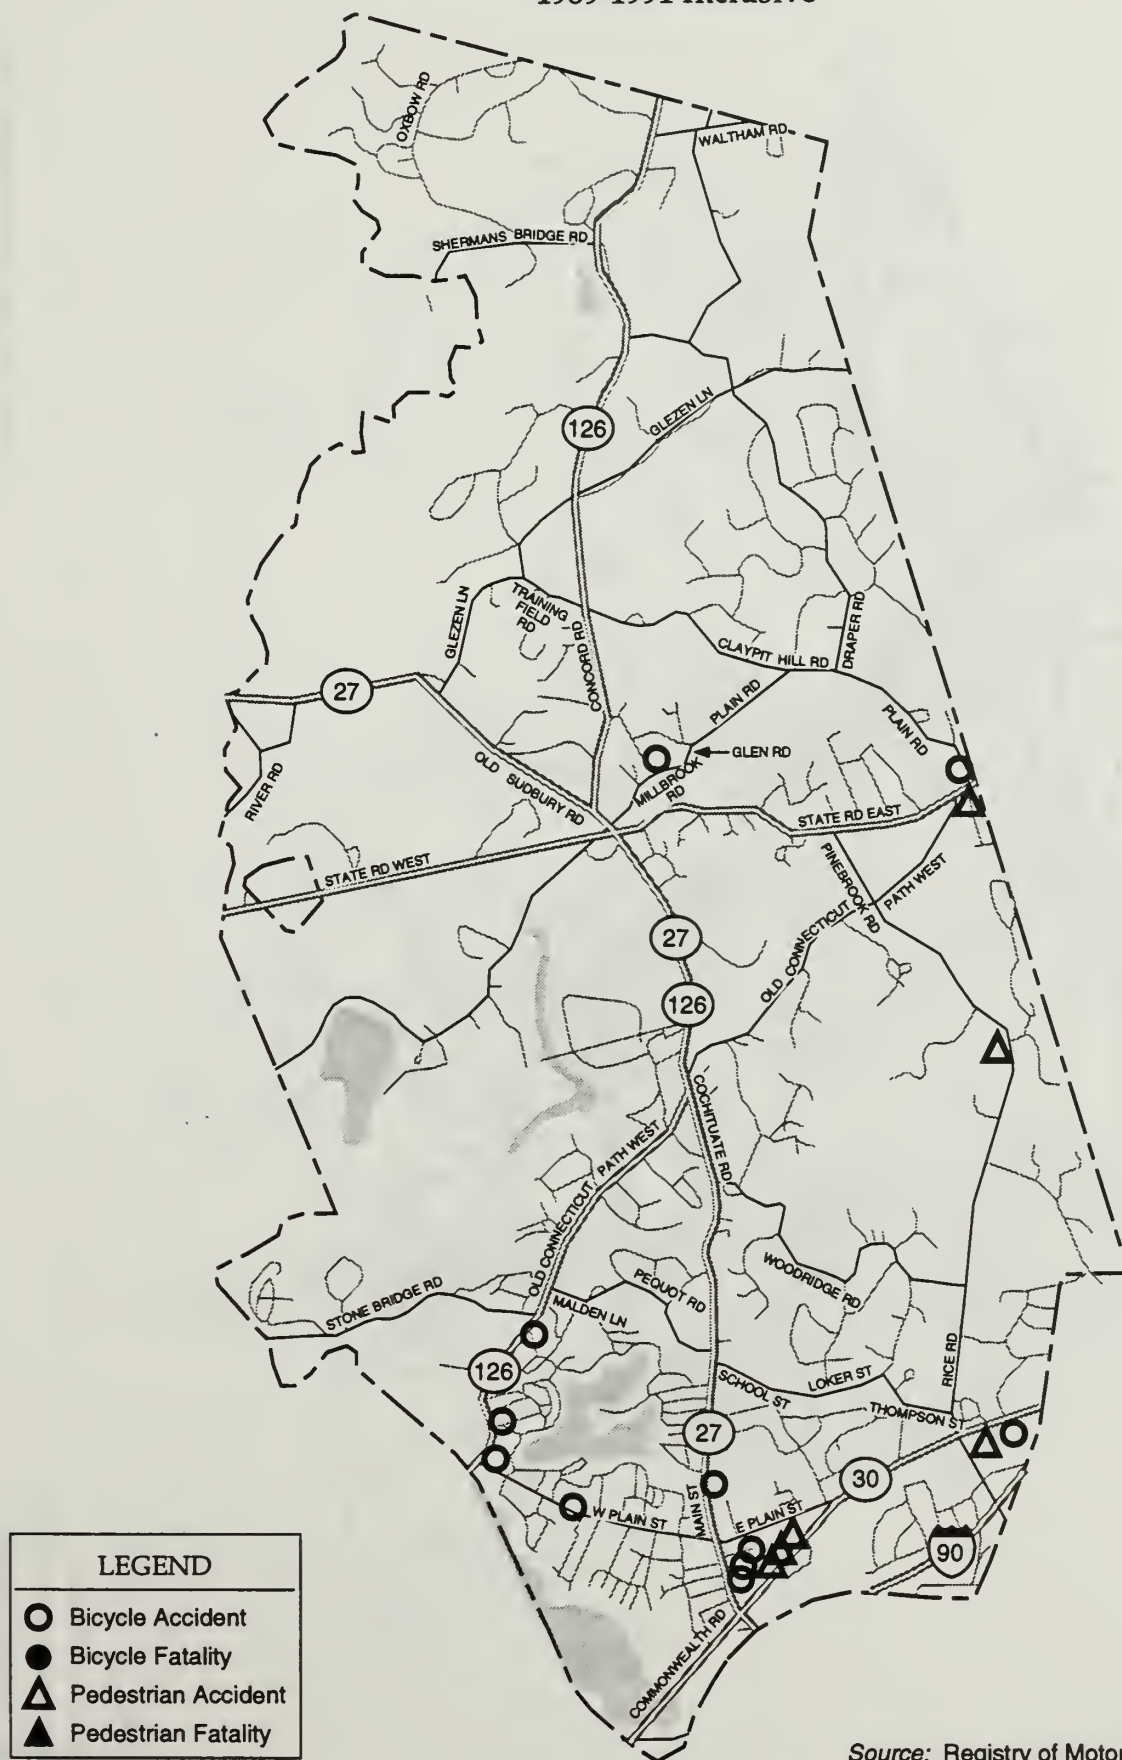 1989-1991 Inclusive
OXBOW RD
WALTHAM RD
SHERMANS BRIDGE RD
126
GLEZEN LN
GLEZEN LN
TRAINING
FIELD
RD
CONCORD RD
CLAYPIT HILL RD
DRAPER RD
27
PLAIN RD
PLAIN RD
GLEN RD
MILLBROOK
RD
RIVER RD
OLD SUDBURY RD
STATE RD EAST
STATE RD WEST
PINEBROOK RD
OLD CONNECTICUT PATH WEST
27
126
COCHITUATE RD
OLD CONNECTICUT PATH WEST
WOODRIDGE RD
PEQUOT RD
STONE BRIDGE RD
MALDEN LN
126
RICE RD
LOKER ST
SCHOOL ST
THOMPSON ST
27
30
MAIN ST
W PLAIN ST
E PLAIN ST
90
COMMONWEALTH RD
LEGEND
Bicycle Accident
Bicycle Fatality
Pedestrian Accident
Pedestrian Fatality
Source: Registry of Motor